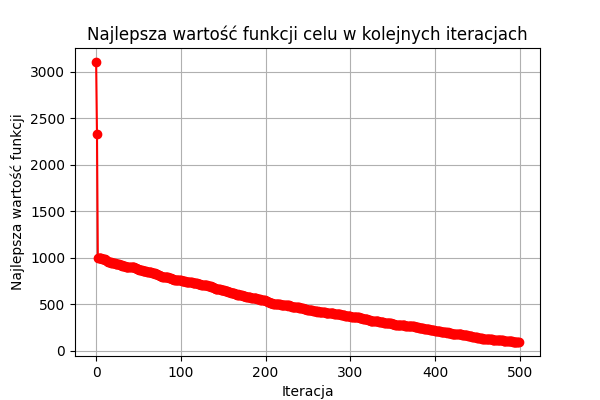 Najlepsza wartość funkcji celu w kolejnych iteracjach
3000
2500
2000
1500
1000
500
0
Najlepsza wartość funkcji
0 100 200 300 400 500
Iteracja